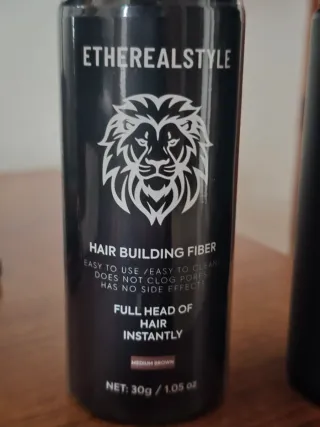 ETHEREALSTYLE
HAIR BUILDING FIBER
EASY TO USE /EASY TO CLEAN
DOES NOT CLOG PORES
HAS NO SIDE EFFECTS
FULL HEAD OF
HAIR
INSTANTLY
MEDIUM BROWN
NET: 30g / 1.05 oz